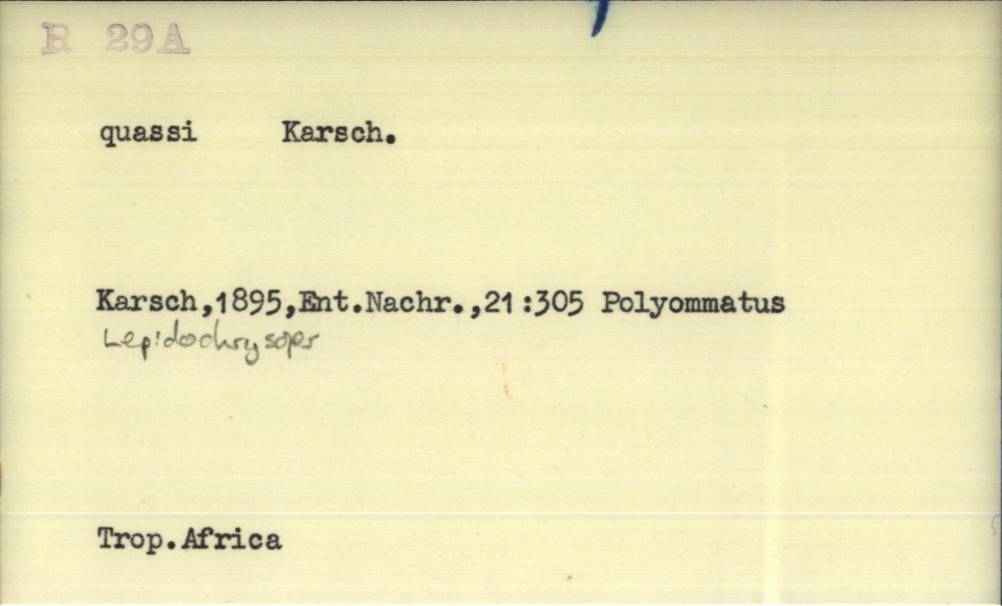 R 29A
quassi Karsch.
Karsch,1895,Ent.Nachr.,21:305 Polyommatus
Lepidochrysops
Trop.Africa